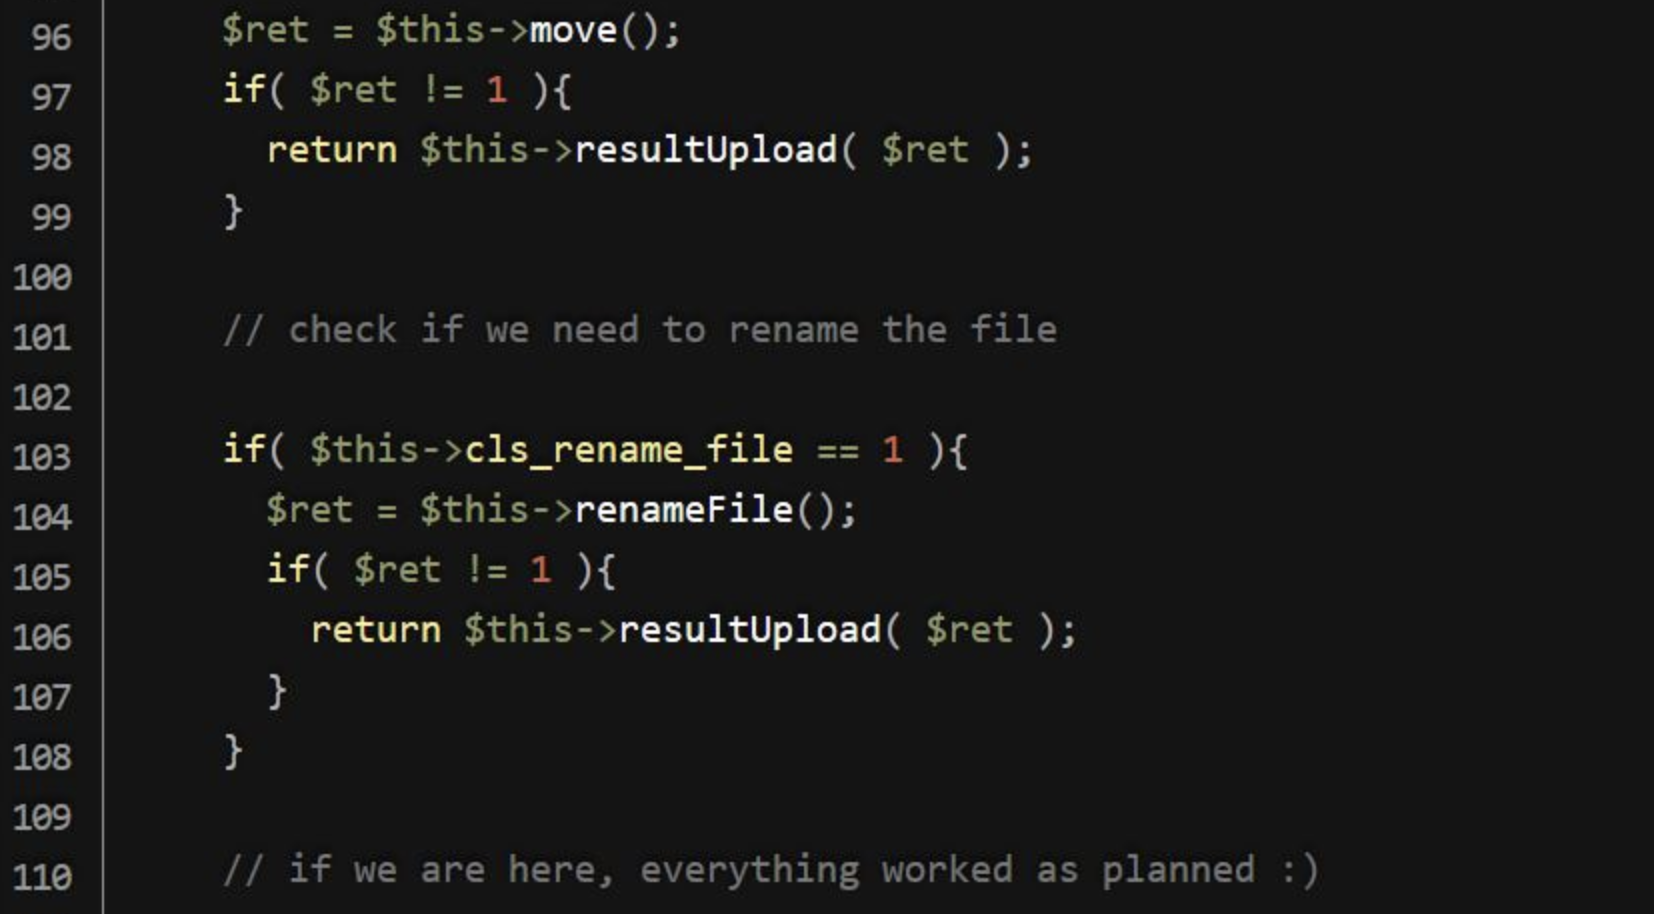 96 $ret = $this->move();
97 if( $ret != 1 ){
98 return $this->resultUpload( $ret );
99 }
100
101 // check if we need to rename the file
102
103 if( $this->cls_rename_file == 1 ){
104 $ret = $this->renameFile();
105 if( $ret != 1 ){
106 return $this->resultUpload( $ret );
107 }
108 }
109
110 // if we are here, everything worked as planned :)